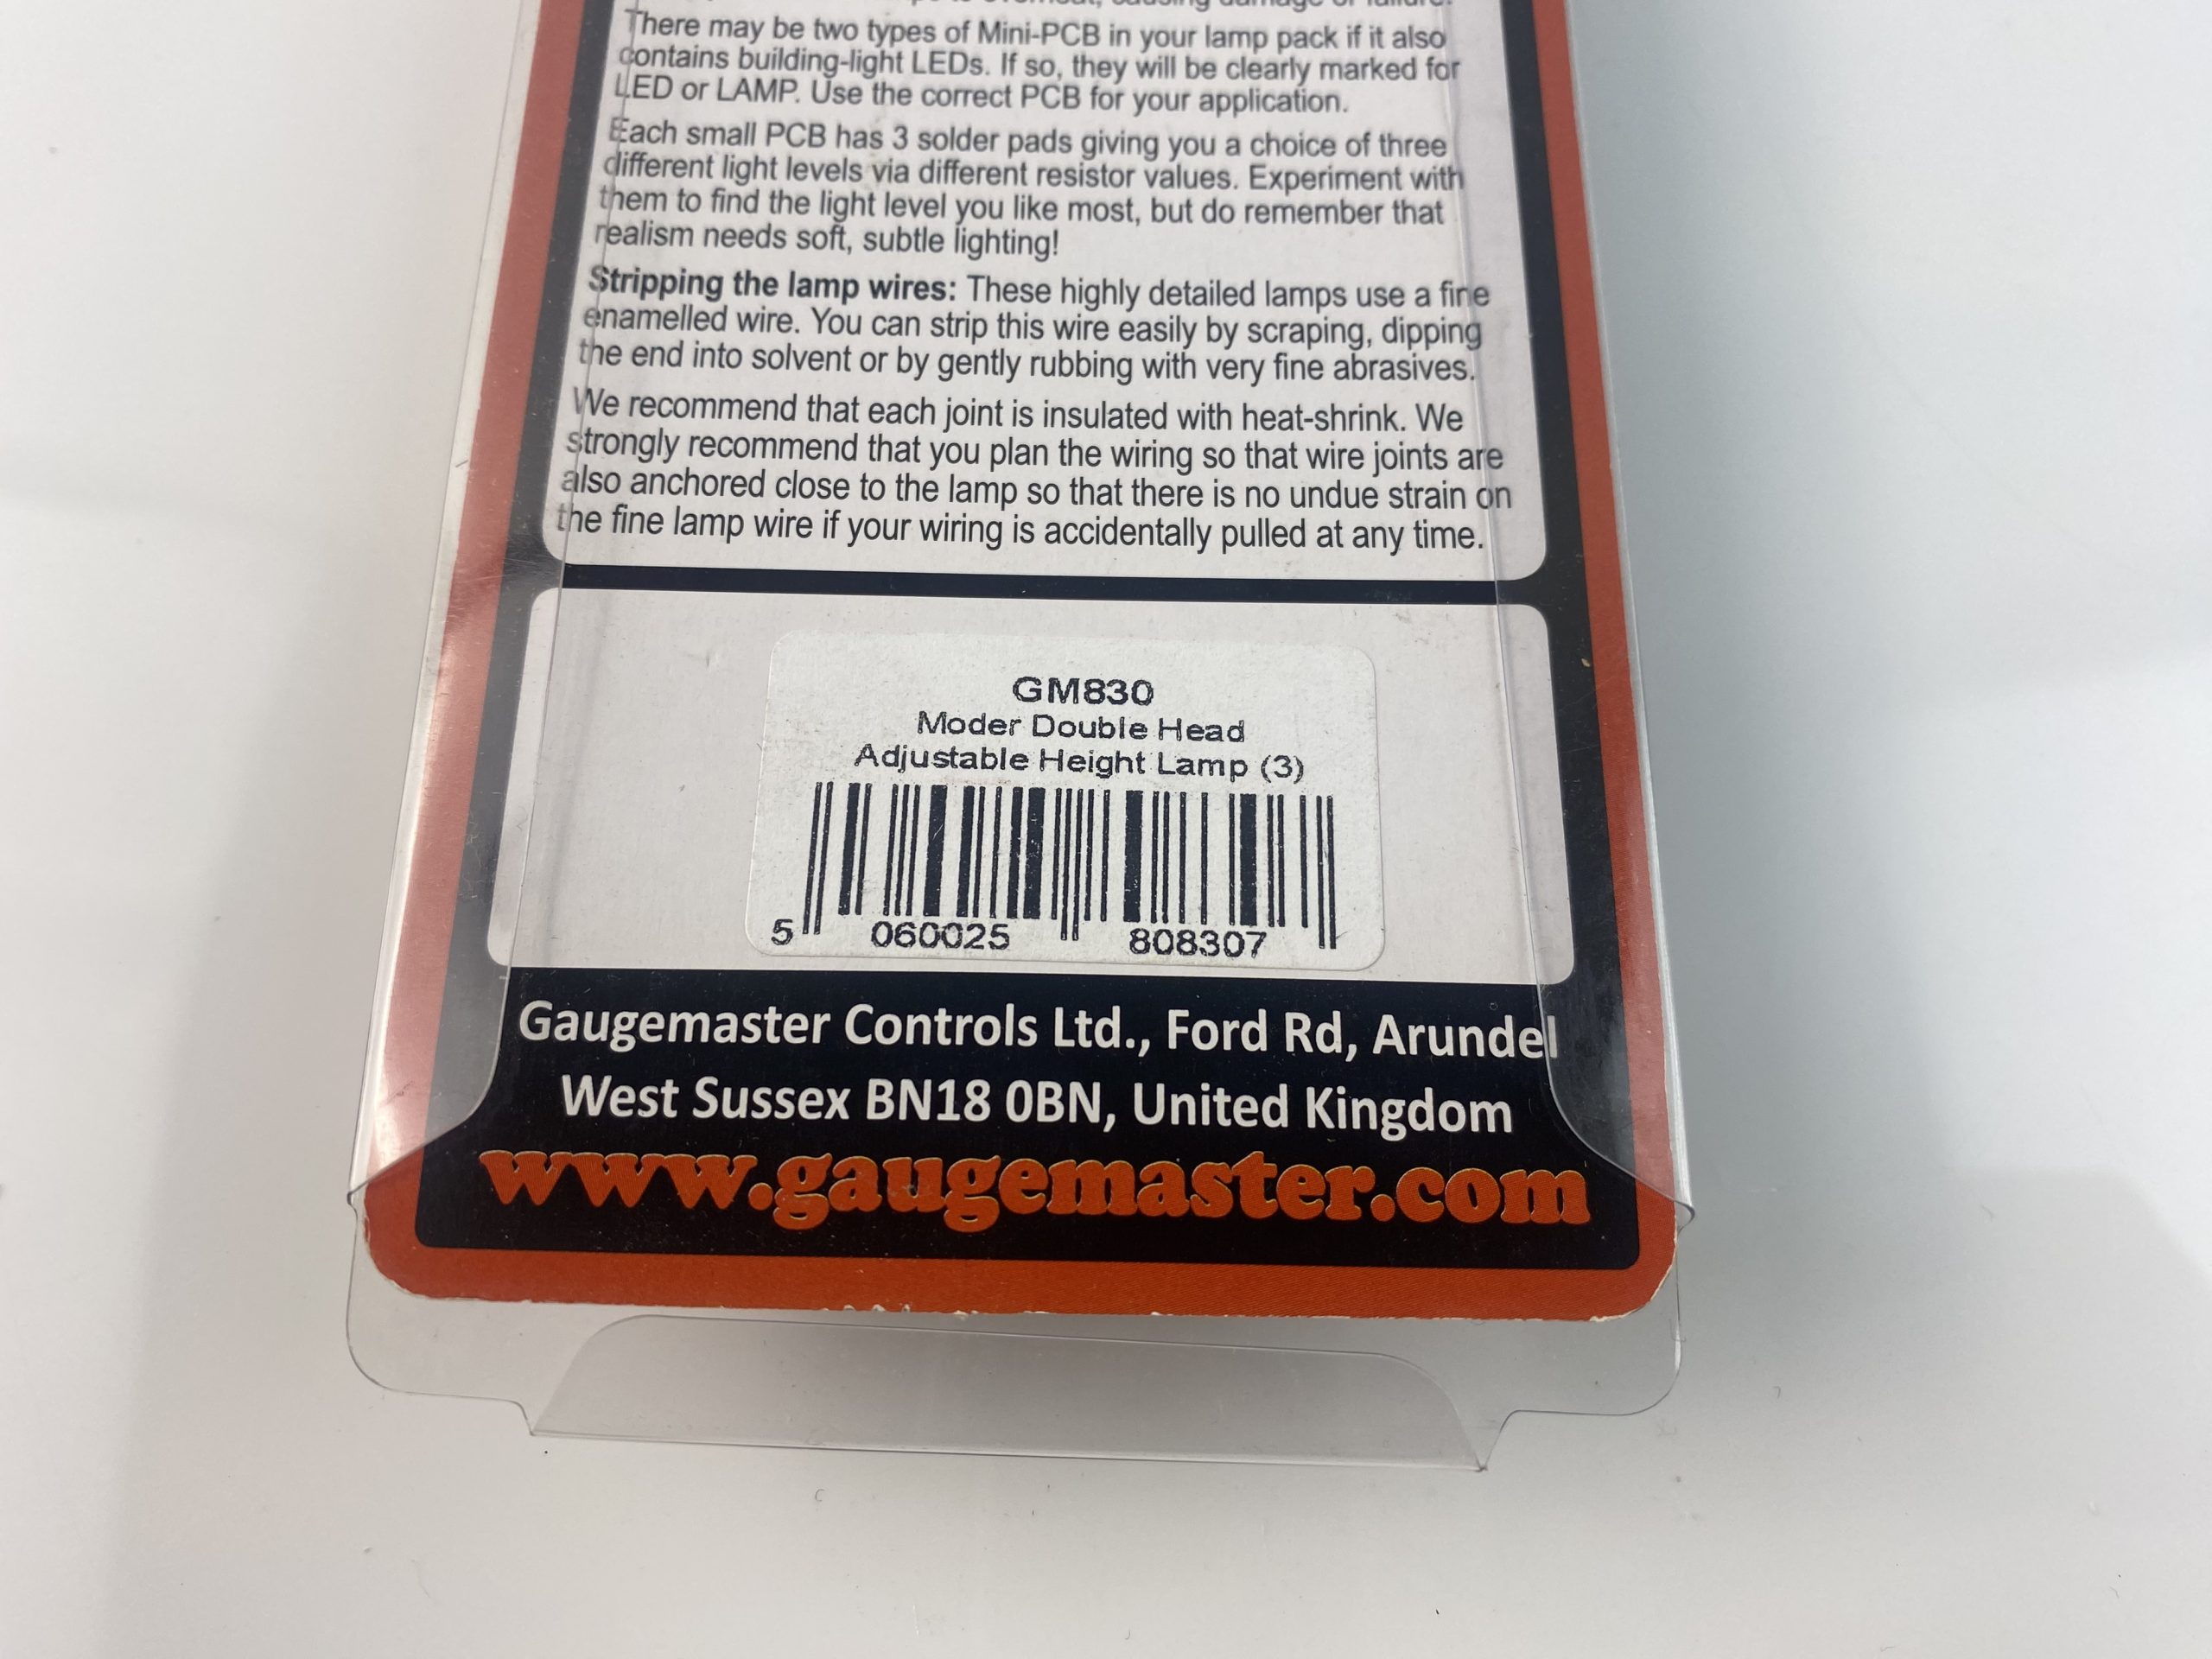 There may be two types of Mini-PCB in your lamp pack if it also
contains building-light LEDs. If so, they will be clearly marked for
LED or LAMP. Use the correct PCB for your application.
Each small PCB has 3 solder pads giving you a choice of three
different light levels via different resistor values. Experiment with
them to find the light level you like most, but do remember that
realism needs soft, subtle lighting!
Stripping the lamp wires: These highly detailed lamps use a fine
enamelled wire. You can strip this wire easily by scraping, dipping
the end into solvent or by gently rubbing with very fine abrasives.
We recommend that each joint is insulated with heat-shrink. We
strongly recommend that you plan the wiring so that wire joints are
also anchored close to the lamp so that there is no undue strain on
the fine lamp wire if your wiring is accidentally pulled at any time.
GM830
Moder Double Head
Adjustable Height Lamp (3)
5 060025 808307
Gaugemaster Controls Ltd., Ford Rd, Arundel
West Sussex BN18 0BN, United Kingdom
www.gaugemaster.com